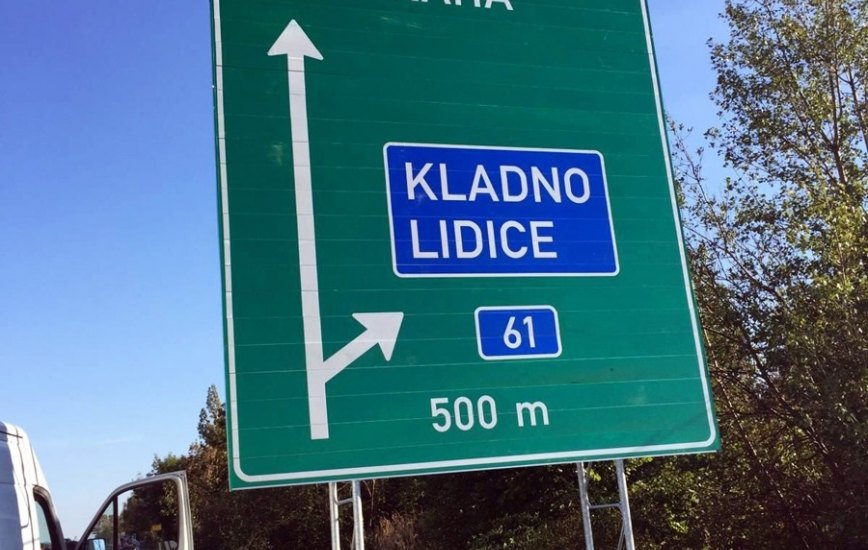 KLADNO
LIDICE
61
500 m